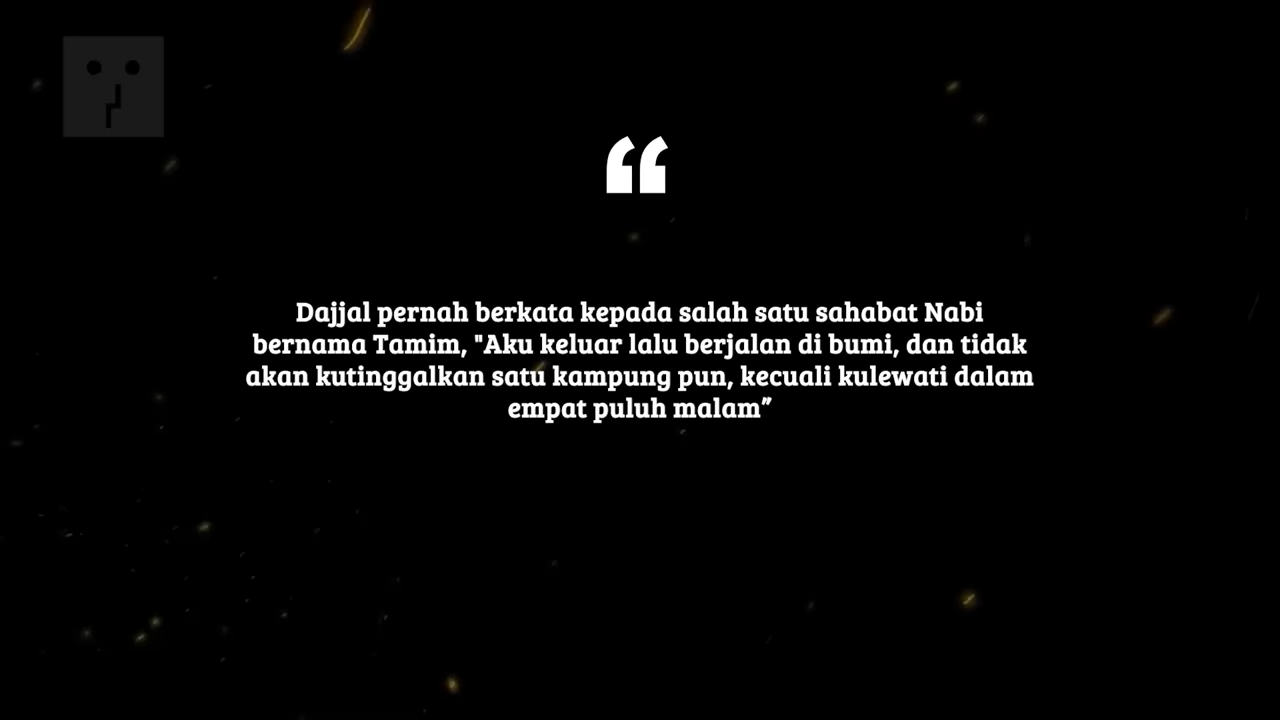 “
Dajjal pernah berkata kepada salah satu sahabat Nabi
bernama Tamim, "Aku keluar lalu berjalan di bumi, dan tidak
akan kutinggalkan satu kampung pun, kecuali kulewati dalam
empat puluh malam”